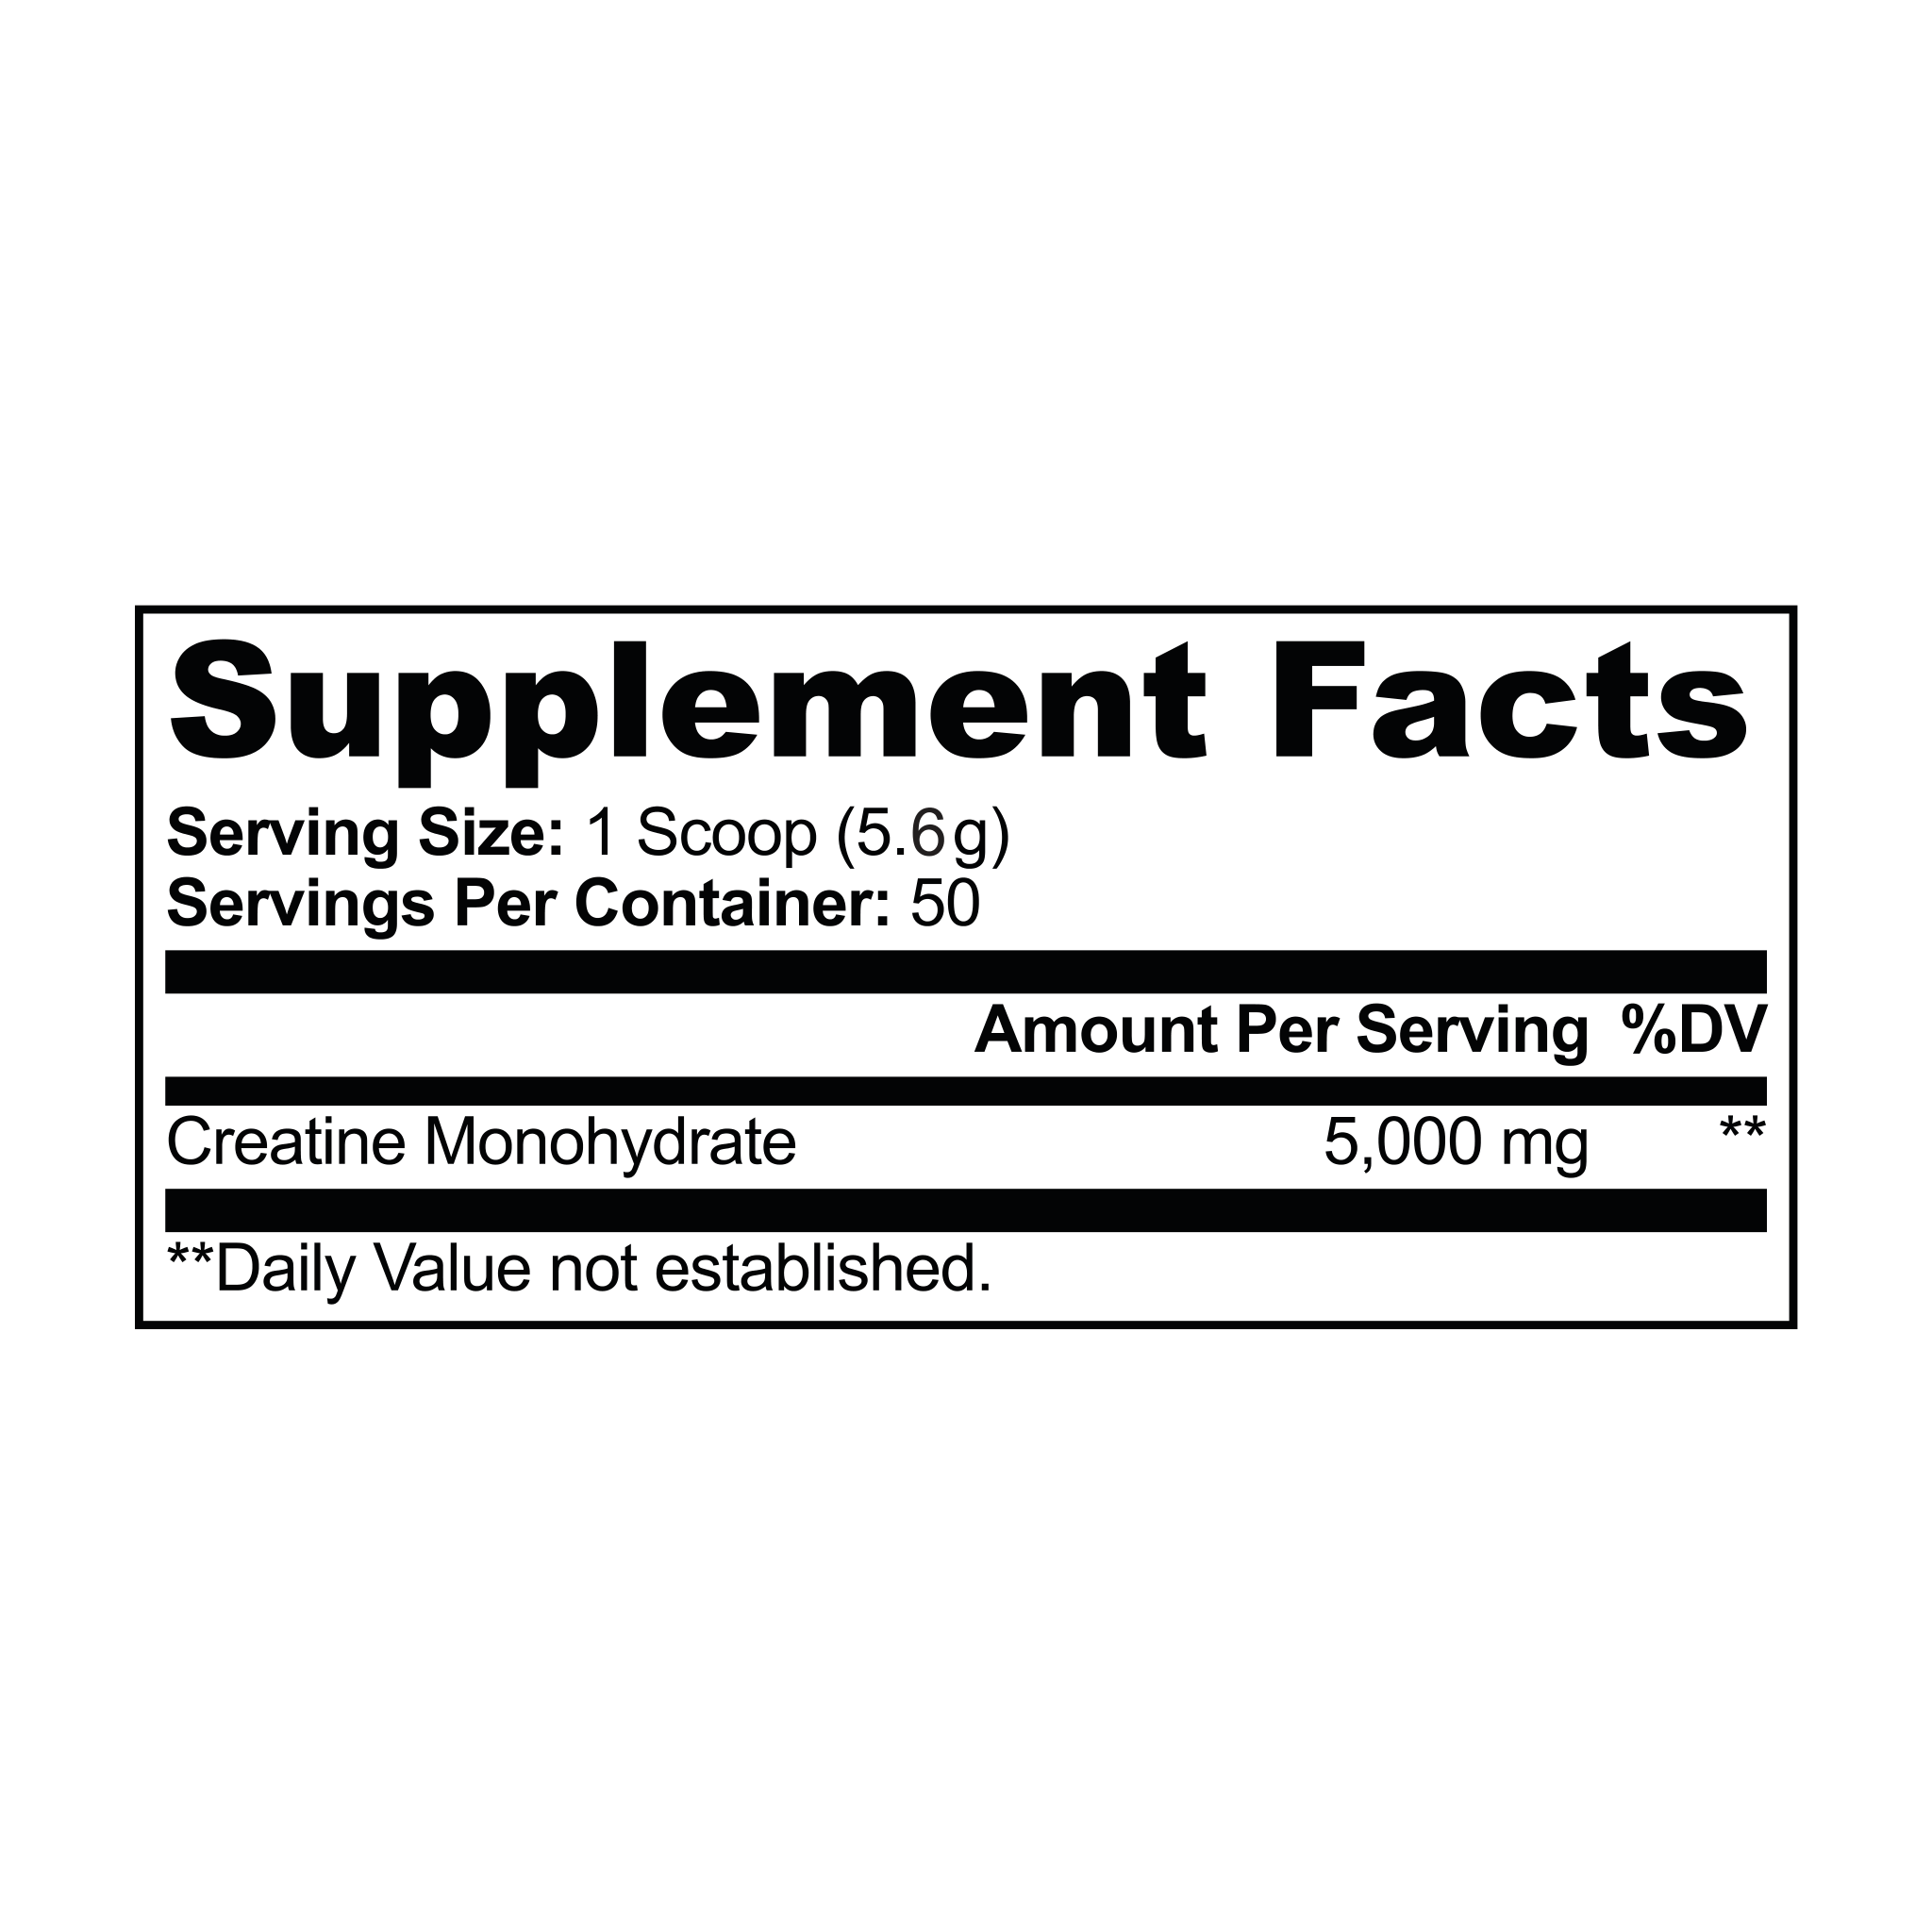 Supplement Facts
Serving Size: 1 Scoop (5.6g)
Servings Per Container: 50
Amount Per Serving %DV
Creatine Monohydrate 5,000 mg **
**Daily Value not established.